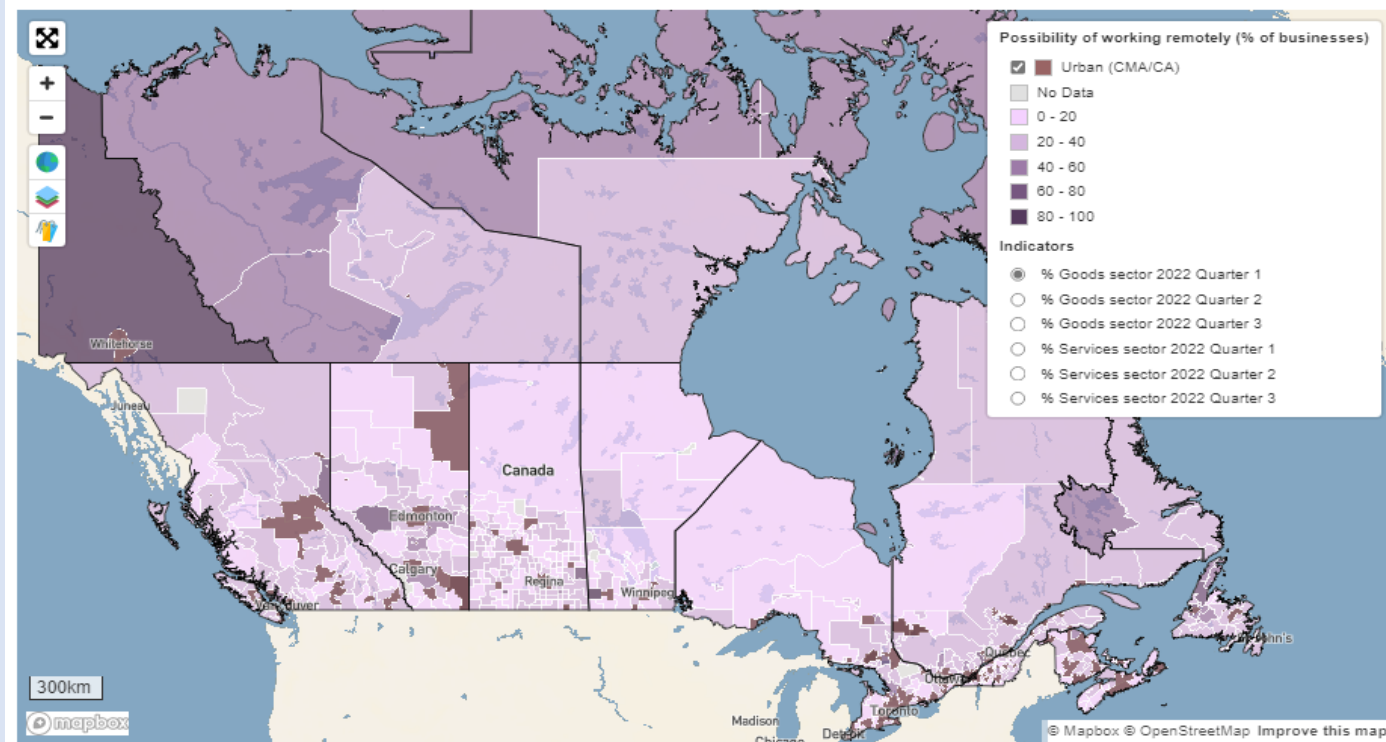 Possibility of working remotely (% of businesses)
Urban (CMA/CA)
No Data
0 - 20
20 - 40
40 - 60
60 - 80
80 - 100
Indicators
% Goods sector 2022 Quarter 1
% Goods sector 2022 Quarter 2
% Goods sector 2022 Quarter 3
% Services sector 2022 Quarter 1
% Services sector 2022 Quarter 2
% Services sector 2022 Quarter 3
+
−
Whitehorse
Juneau
Canada
Edmonton
Calgary
Regina
Winnipeg
Vancouver
Québec
Ottawa
St. John's
Toronto
300km
mapbox
Madison
Chicago
Detroit
© Mapbox © OpenStreetMap Improve this map